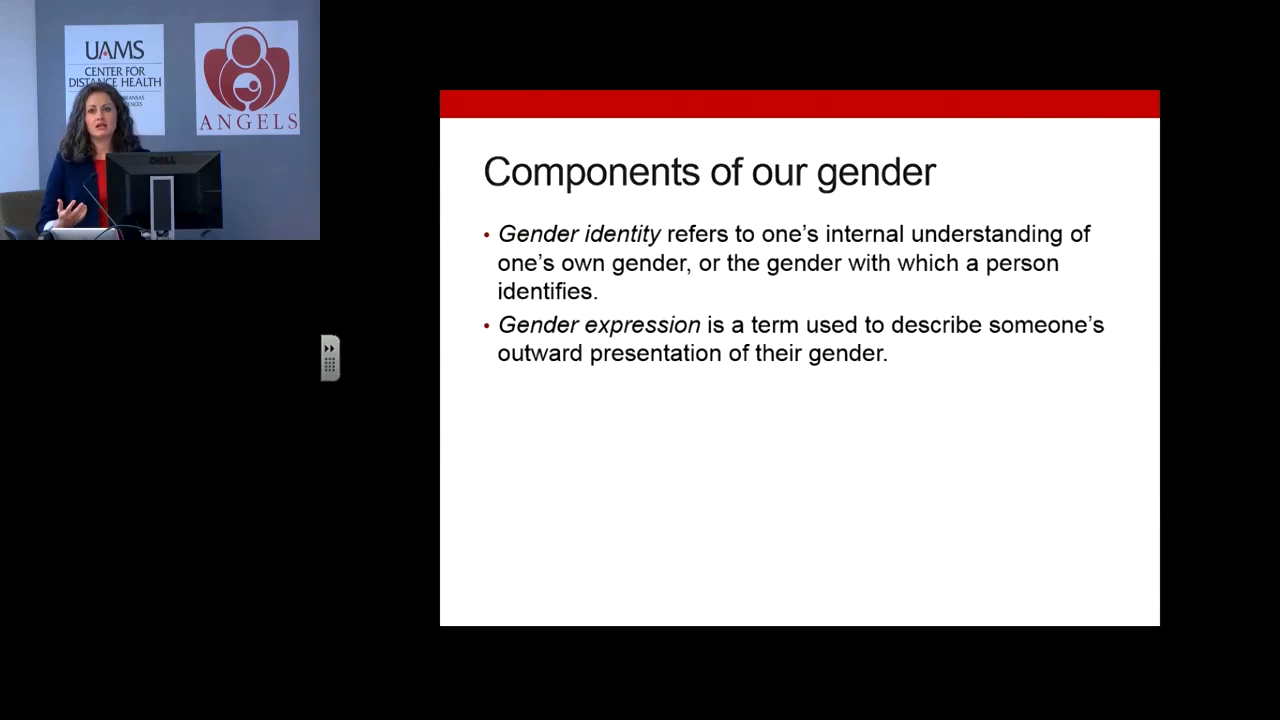 UAMS
CENTER FOR
DISTANCE HEALTH
ANGELS
DELL
Components of our gender
• Gender identity refers to one’s internal understanding of
one’s own gender, or the gender with which a person
identifies.
• Gender expression is a term used to describe someone’s
outward presentation of their gender.